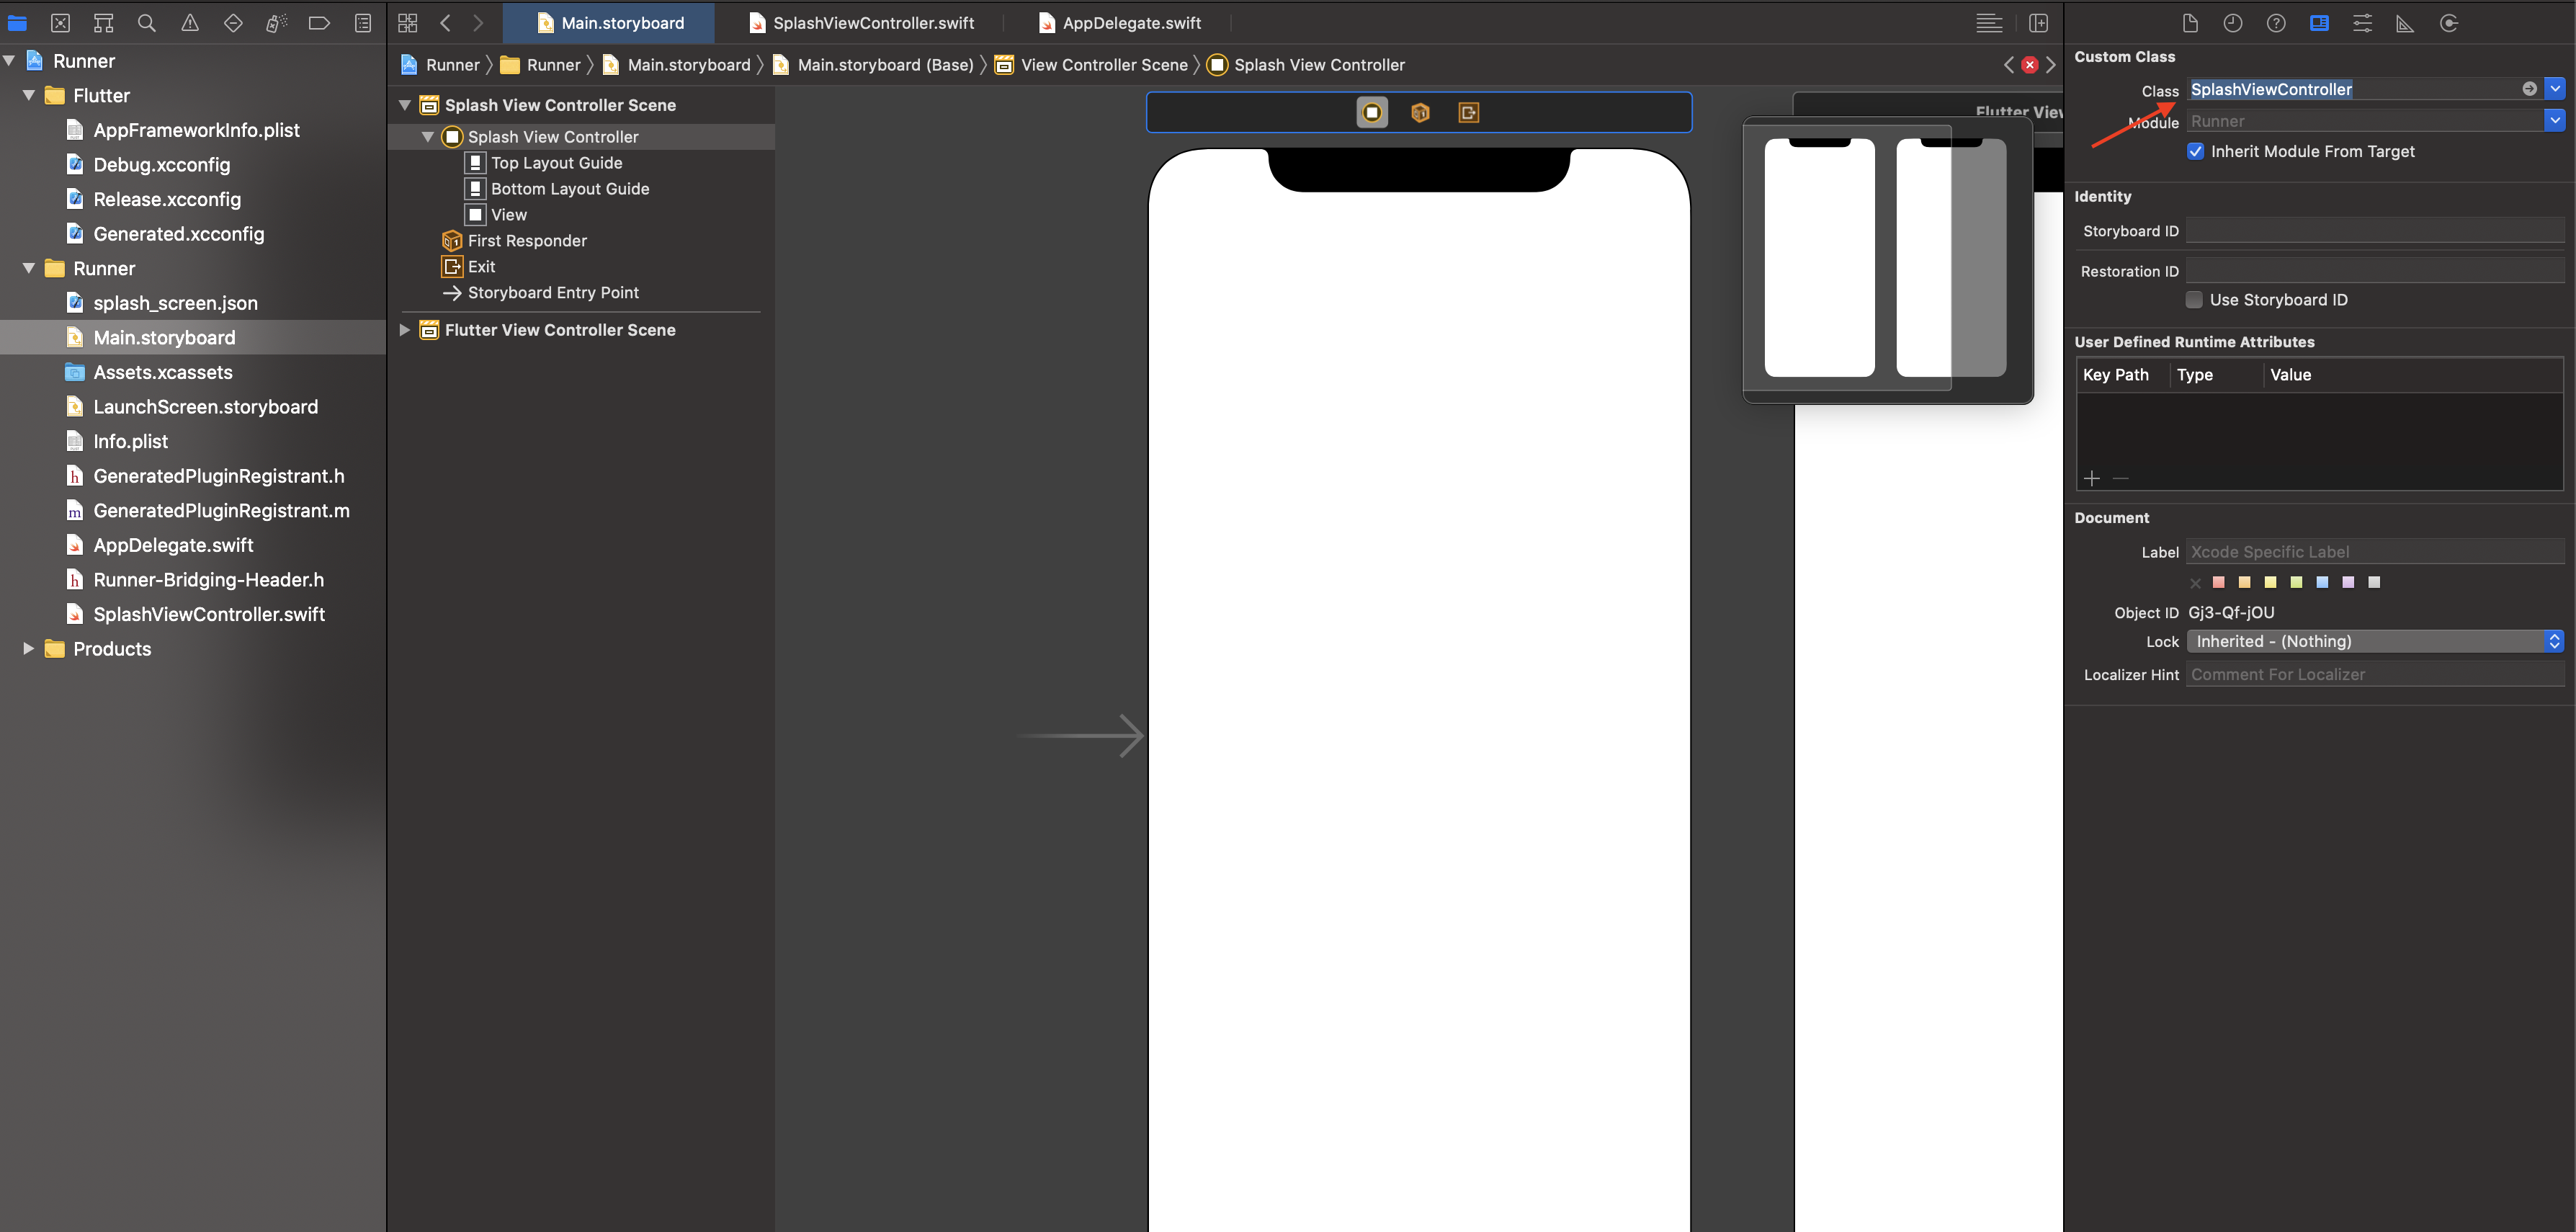 Runner
Flutter
AppFrameworkInfo.plist
Debug.xcconfig
Release.xcconfig
Generated.xcconfig
Runner
splash_screen.json
Main.storyboard
Assets.xcassets
LaunchScreen.storyboard
Info.plist
GeneratedPluginRegistrant.h
GeneratedPluginRegistrant.m
AppDelegate.swift
Runner-Bridging-Header.h
SplashViewController.swift
Products
Main.storyboard
SplashViewController.swift
AppDelegate.swift
Runner Runner Main.storyboard Main.storyboard (Base) View Controller Scene Splash View Controller
Splash View Controller Scene
Splash View Controller
Top Layout Guide
Bottom Layout Guide
View
First Responder
Exit
Storyboard Entry Point
Flutter View Controller Scene
Flutter View
Custom Class
Class SplashViewController
Module Runner
Inherit Module From Target
Identity
Storyboard ID
Restoration ID
Use Storyboard ID
User Defined Runtime Attributes
Key Path Type Value
Document
Label Xcode Specific Label
Object ID Gj3-Qf-jOU
Lock Inherited - (Nothing)
Localizer Hint Comment For Localizer